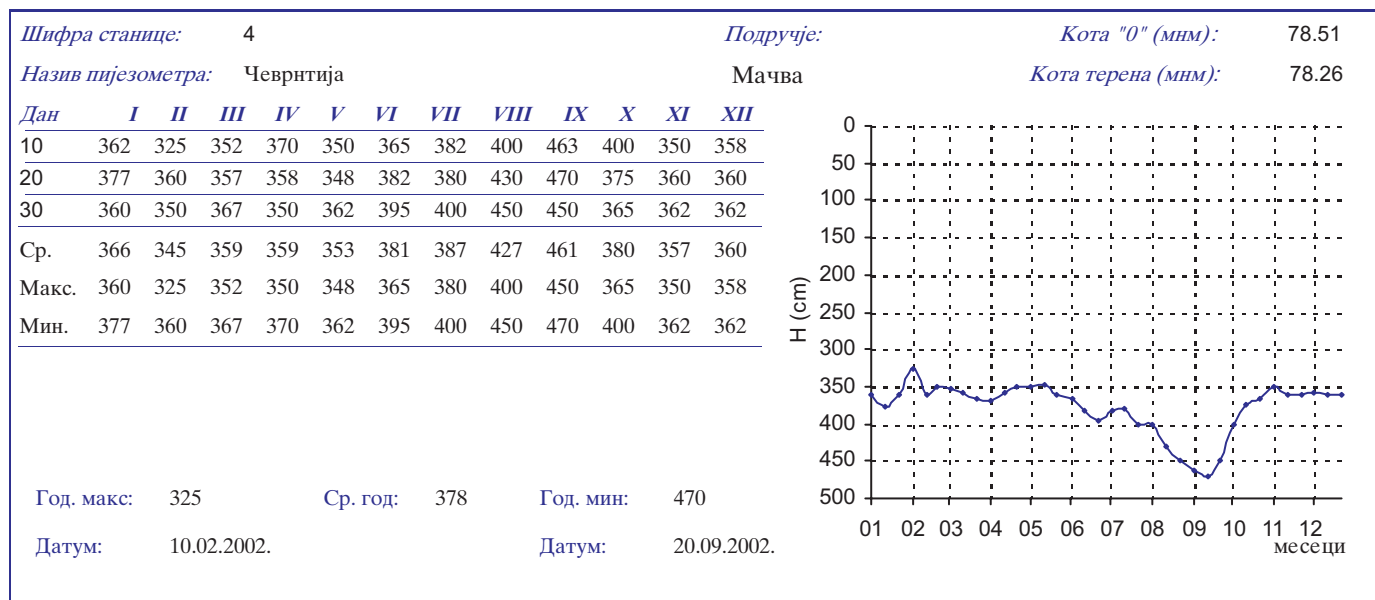 Шифра станице: 4 Подручје: Кота "0" (мнм): 78.51
Назив пијезометра: Чеврнтија Мачва Кота терена (мнм): 78.26
Дан I II III IV V VI VII VIII IX X XI XII
10 362 325 352 370 350 365 382 400 463 400 350 358
20 377 360 357 358 348 382 380 430 470 375 360 360
30 360 350 367 350 362 395 400 450 450 365 362 362
Ср. 366 345 359 359 353 381 387 427 461 380 357 360
Макс. 360 325 352 350 348 365 380 400 450 365 350 358
Мин. 377 360 367 370 362 395 400 450 470 400 362 362
Год. макс: 325 Ср. год: 378 Год. мин: 470
Датум: 10.02.2002. Датум: 20.09.2002.
H (cm)
0
50
100
150
200
250
300
350
400
450
500
01 02 03 04 05 06 07 08 09 10 11 12
месеци